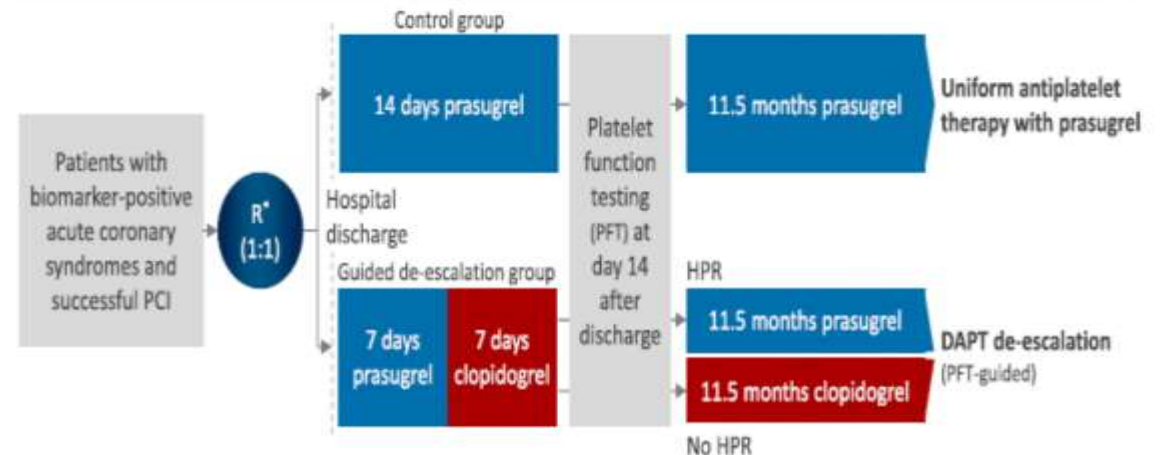 Control group
14 days prasugrel
11.5 months prasugrel
Uniform antiplatelet
therapy with prasugrel
Patients with
biomarker-positive
acute coronary
syndromes and
successful PCI
R*
(1:1)
Hospital
discharge
Platelet
function
testing
(PFT) at
day 14
after
discharge
Guided de-escalation group
7 days
prasugrel
7 days
clopidogrel
HPR
11.5 months prasugrel
11.5 months clopidogrel
No HPR
DAPT de-escalation
(PFT-guided)